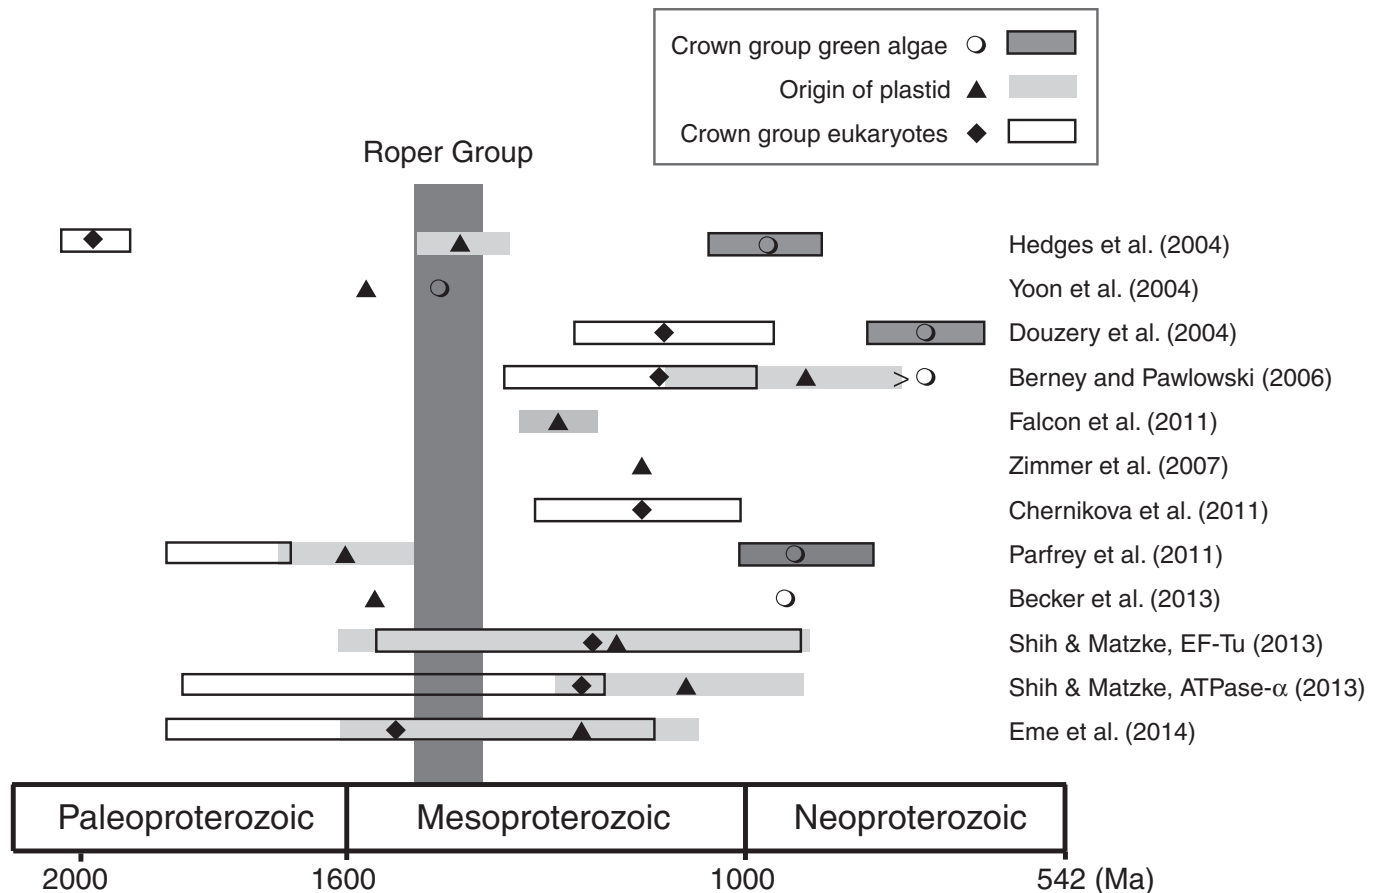 Crown group green algae
Origin of plastid
Crown group eukaryotes
Roper Group
Hedges et al. (2004)
Yoon et al. (2004)
Douzery et al. (2004)
> Berney and Pawlowski (2006)
Falcon et al. (2011)
Zimmer et al. (2007)
Chernikova et al. (2011)
Parfrey et al. (2011)
Becker et al. (2013)
Shih & Matzke, EF-Tu (2013)
Shih & Matzke, ATPase-α (2013)
Eme et al. (2014)
Paleoproterozoic Mesoproterozoic Neoproterozoic
2000 1600 1000 542 (Ma)